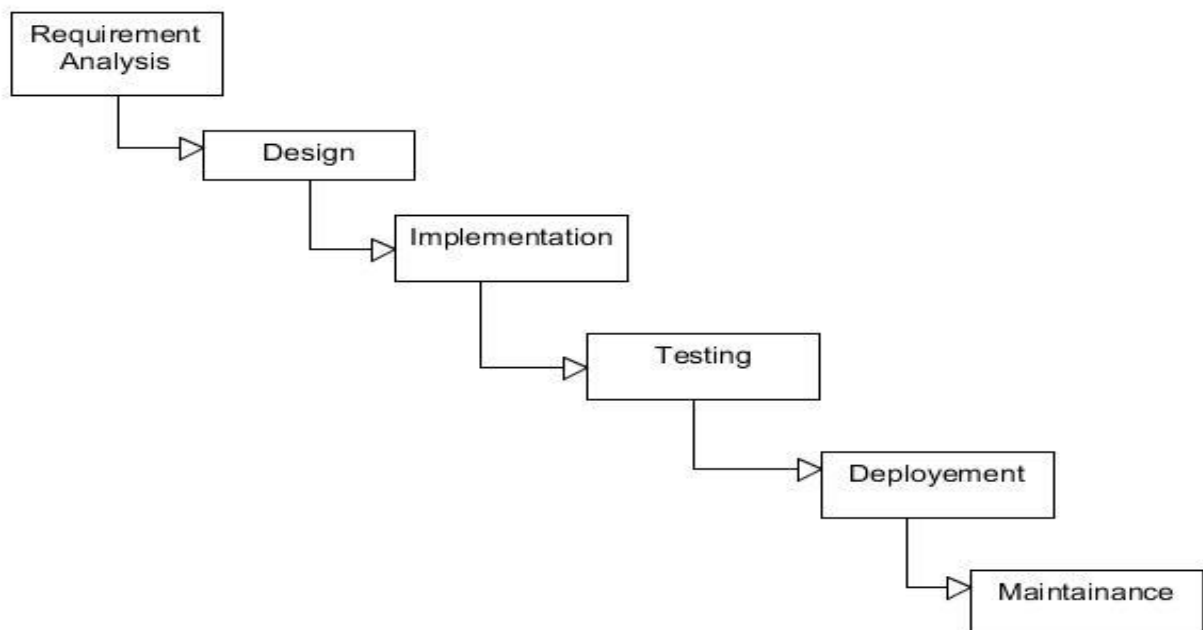 Requirement
Analysis
Design
Implementation
Testing
Deployement
Maintainance